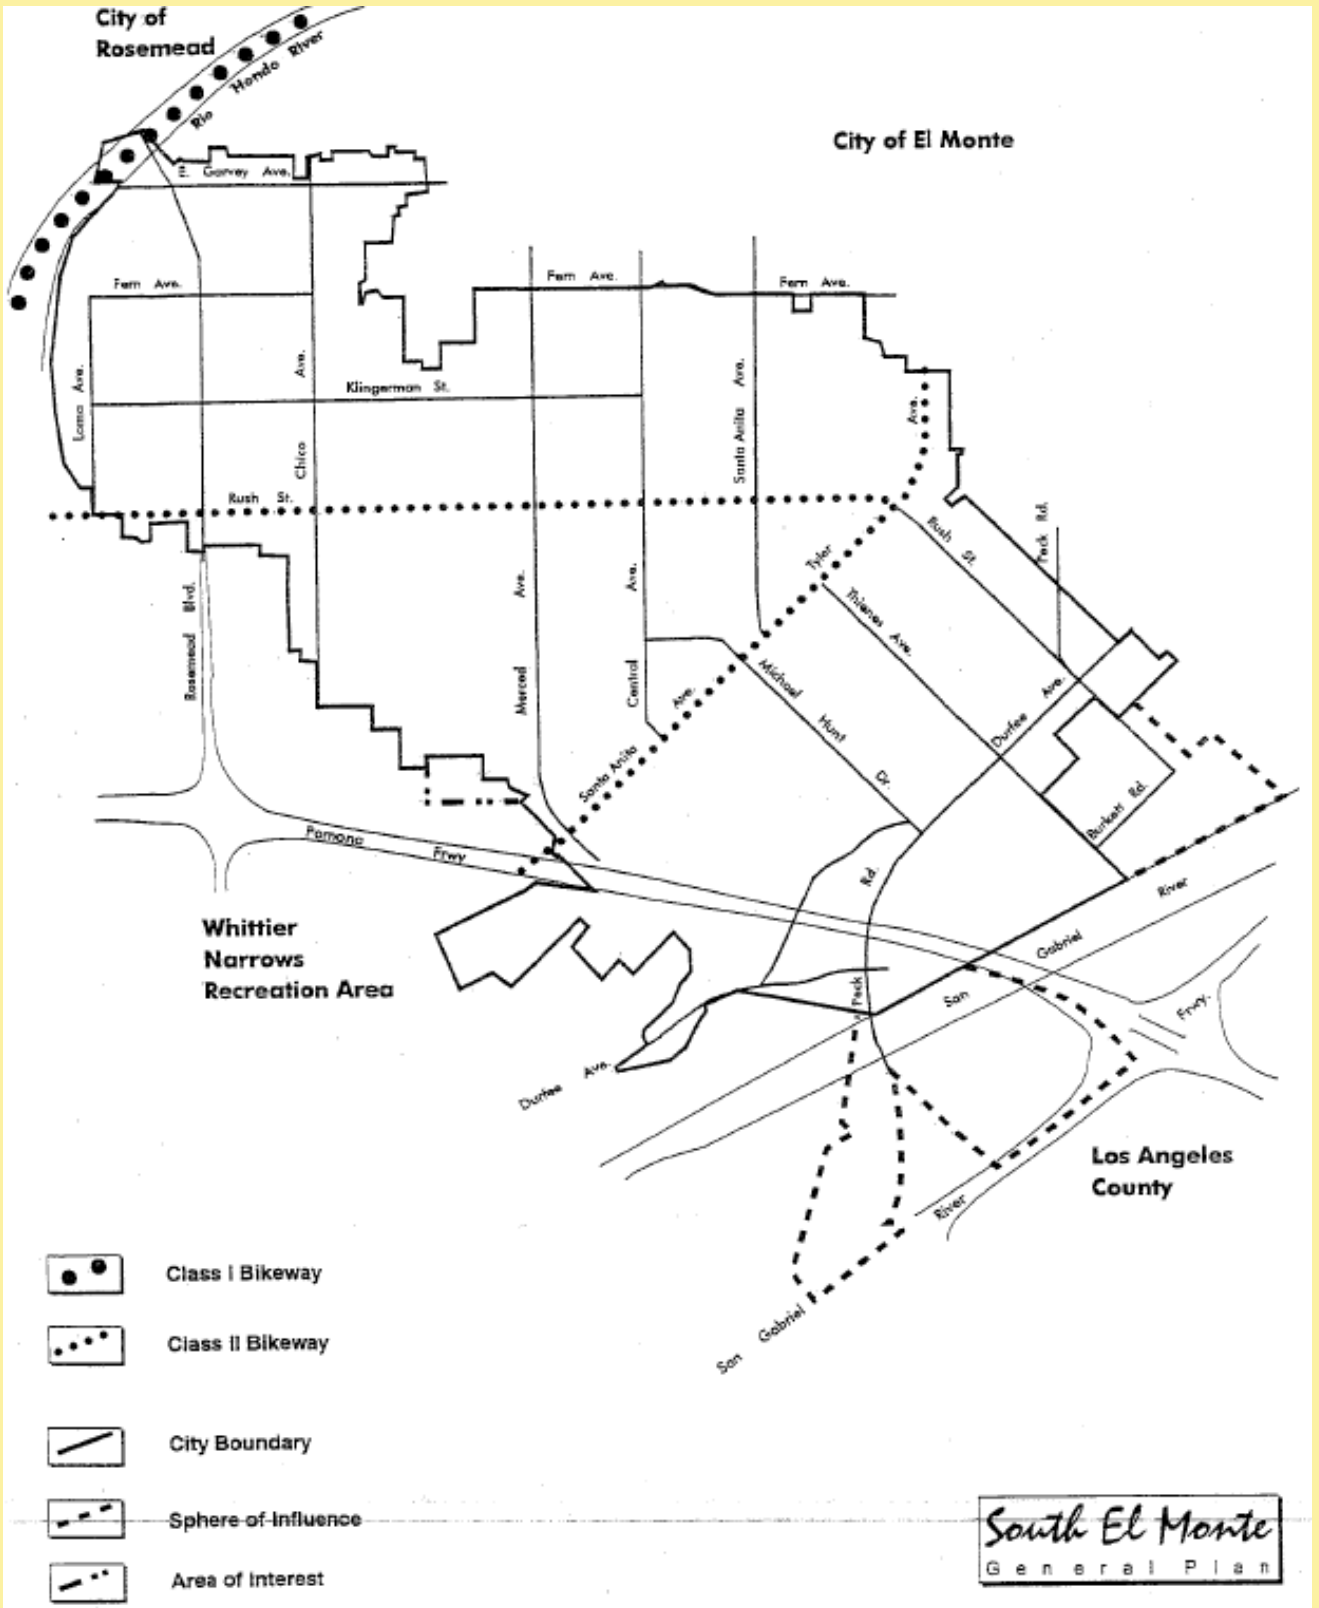 City of
Rosemead
Rio Hondo River
City of El Monte
E. Garvey Ave.
Fern Ave.
Fern Ave.
Fern Ave.
Loma Ave.
Chico Ave.
Klingerman St.
Santa Anita Ave.
Ave.
Rush St.
Rush St.
Peck Rd.
Tyler
Thienes Ave.
Rosemead Blvd.
Merced Ave.
Central Ave.
Michael Hunt Dr.
Santa Anita Ave.
Durfee Ave.
Burkett Rd.
Pomona Frwy
Peck Rd.
San Gabriel River
Frwy.
Whittier
Narrows
Recreation Area
Durfee Ave.
Los Angeles
County
San Gabriel River
Class I Bikeway
Class II Bikeway
City Boundary
Sphere of Influence
Area of Interest
South El Monte
General Plan